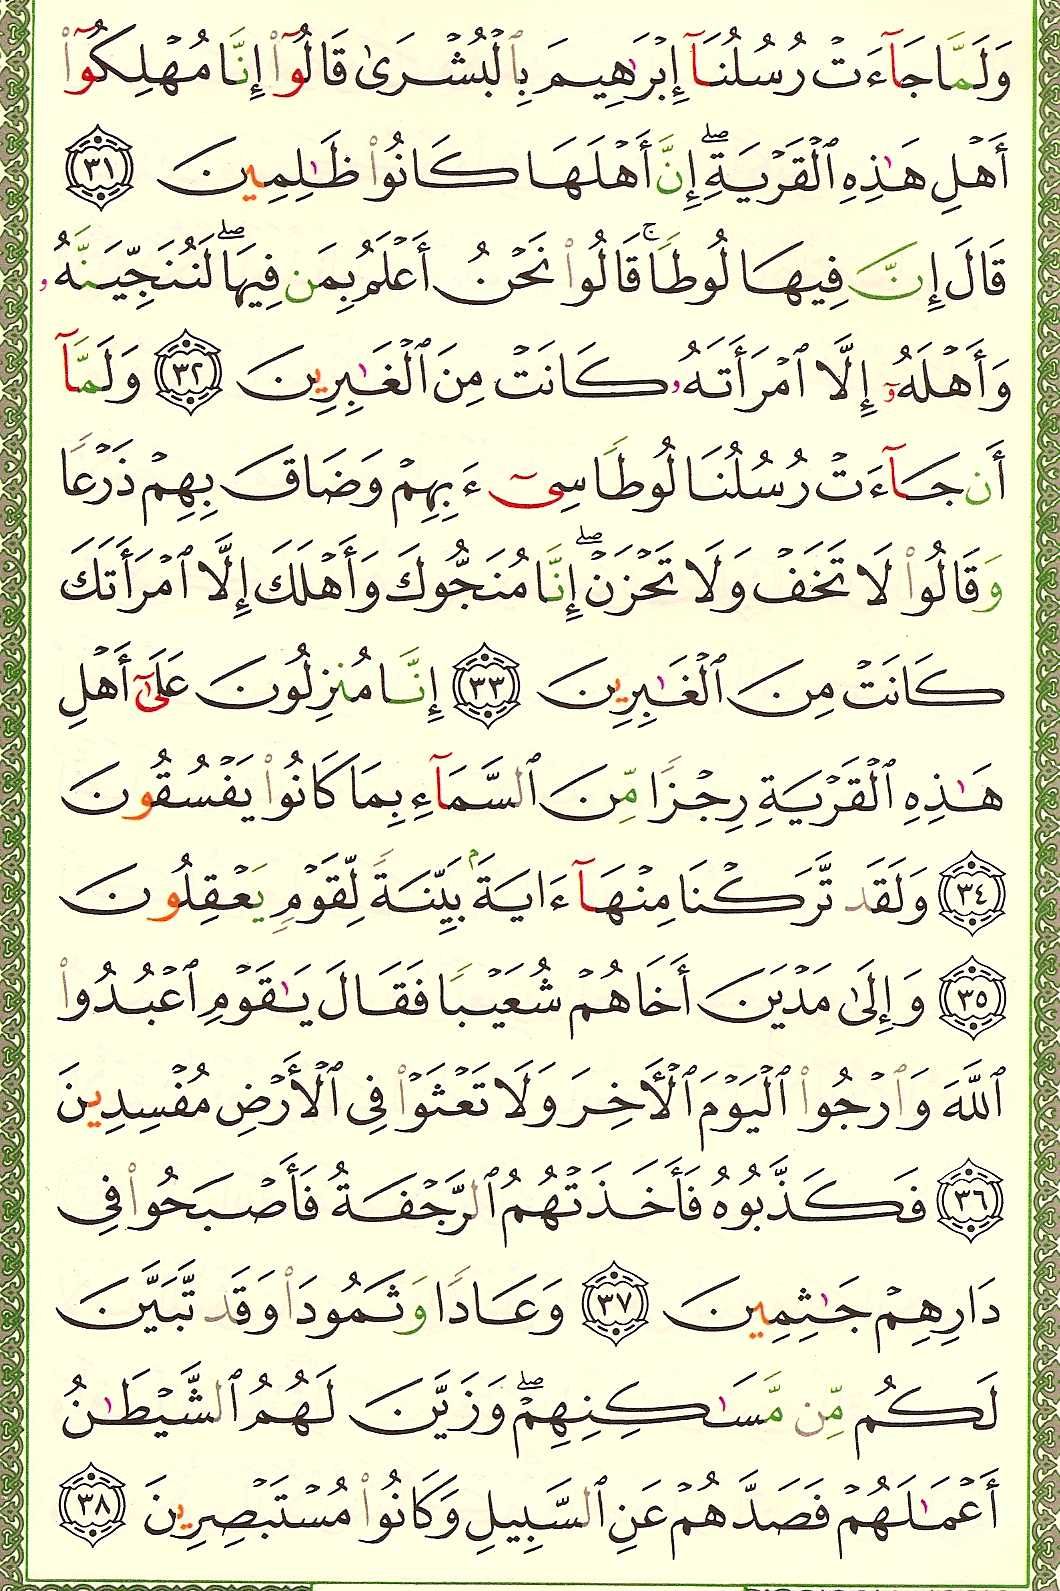 وَلَمَّا جَآءَتْ رُسُلُنَآ إِبْرَٰهِيمَ بِٱلْبُشْرَىٰ قَالُوٓا۟ إِنَّا مُهْلِكُوٓا۟
أَهْلِ هَٰذِهِ ٱلْقَرْيَةِ ۖ إِنَّ أَهْلَهَا كَانُوا۟ ظَٰلِمِينَ ٣١
قَالَ إِنَّ فِيهَا لُوطًا ۚ قَالُوا۟ نَحْنُ أَعْلَمُ بِمَن فِيهَا ۖ لَنُنَجِّيَنَّهُۥ
وَأَهْلَهُۥٓ إِلَّا ٱمْرَأَتَهُۥ كَانَتْ مِنَ ٱلْغَٰبِرِينَ ٣٢ وَلَمَّآ
أَن جَآءَتْ رُسُلُنَا لُوطًا سِىٓءَ بِهِمْ وَضَاقَ بِهِمْ ذَرْعًا
وَقَالُوا۟ لَا تَخَفْ وَلَا تَحْزَنْ ۖ إِنَّا مُنَجُّوكَ وَأَهْلَكَ إِلَّا ٱمْرَأَتَكَ
كَانَتْ مِنَ ٱلْغَٰبِرِينَ ٣٣ إِنَّا مُنزِلُونَ عَلَىٰٓ أَهْلِ
هَٰذِهِ ٱلْقَرْيَةِ رِجْزًا مِّنَ ٱلسَّمَآءِ بِمَا كَانُوا۟ يَفْسُقُونَ
٣٤ وَلَقَد تَّرَكْنَا مِنْهَآ ءَايَةًۢ بَيِّنَةً لِّقَوْمٍ يَعْقِلُونَ
٣٥ وَإِلَىٰ مَدْيَنَ أَخَاهُمْ شُعَيْبًا فَقَالَ يَٰقَوْمِ ٱعْبُدُوا۟
ٱللَّهَ وَٱرْجُوا۟ ٱلْيَوْمَ ٱلْأَخِرَ وَلَا تَعْثَوْا۟ فِى ٱلْأَرْضِ مُفْسِدِينَ
٣٦ فَكَذَّبُوهُ فَأَخَذَتْهُمُ ٱلرَّجْفَةُ فَأَصْبَحُوا۟ فِى
دَارِهِمْ جَٰثِمِينَ ٣٧ وَعَادًا وَثَمُودَا۟ وَقَد تَّبَيَّنَ
لَكُم مِّن مَّسَٰكِنِهِمْ ۖ وَزَيَّنَ لَهُمُ ٱلشَّيْطَٰنُ
أَعْمَٰلَهُمْ فَصَدَّهُمْ عَنِ ٱلسَّبِيلِ وَكَانُوا۟ مُسْتَبْصِرِينَ ٣٨